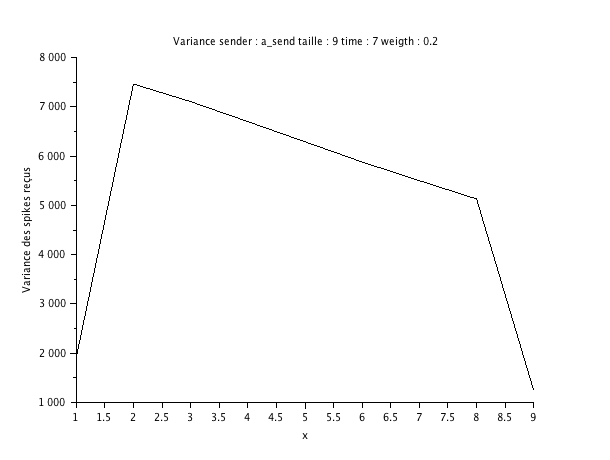 Variance sender : a_send taille : 9 time : 7 weigth : 0.2
8 000
7 000
6 000
5 000
4 000
3 000
2 000
1 000
Variance des spikes reçus
1 1.5 2 2.5 3 3.5 4 4.5 5 5.5 6 6.5 7 7.5 8 8.5 9
x